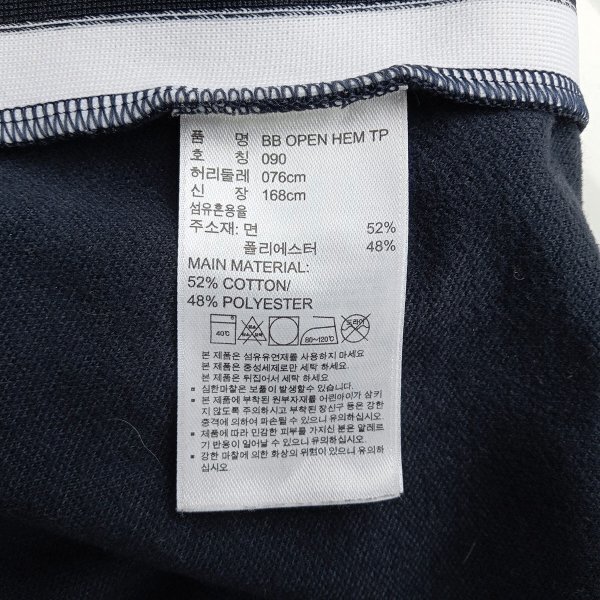 품 명 BB OPEN HEM TP
호 칭 090
허리둘레 076cm
신 장 168cm
섬유혼용율
주소재: 면 52%
폴리에스터 48%
MAIN MATERIAL:
52% COTTON/
48% POLYESTER
40℃ 80~120℃ 드라이
본 제품은 섬유유연제를 사용하지 마세요
본 제품은 중성세제로만 세탁 하세요
본 제품은 뒤집어서 세탁 하세요
▪ 심한마찰은 보풀이 발생할수 있습니다.
▪ 본 제품에 부착된 원부자재를 어린아이가 삼키
지 않도록 주의하시고 부착된 장신구 등은 강한
충격에 의하여 파손될 수 있으니 유의하십시오.
▪ 제품에 따라 민감한 피부를 가지신 분은 알레르
기 반응이 일어날 수 있으니 유의하십시오.
▪ 강한 마찰에 의한 화상의 위험이 있으니 유의하
십시오.